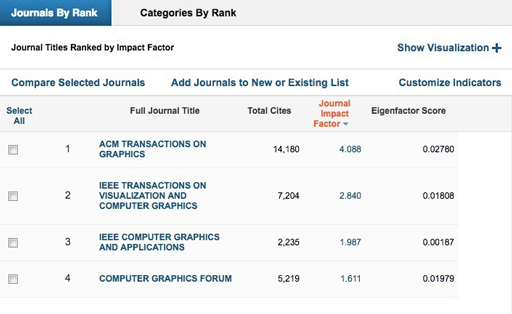 Journals By Rank
Categories By Rank
Journal Titles Ranked by Impact Factor
Show Visualization +
Compare Selected Journals
Add Journals to New or Existing List
Customize Indicators
Select
All
Full Journal Title
Total Cites
Journal
Impact
Factor
Eigenfactor Score
1
ACM TRANSACTIONS ON
GRAPHICS
14,180
4.088
0.02780
2
IEEE TRANSACTIONS ON
VISUALIZATION AND
COMPUTER GRAPHICS
7,204
2.840
0.01808
3
IEEE COMPUTER GRAPHICS
AND APPLICATIONS
2,235
1.987
0.00187
4
COMPUTER GRAPHICS FORUM
5,219
1.611
0.01979